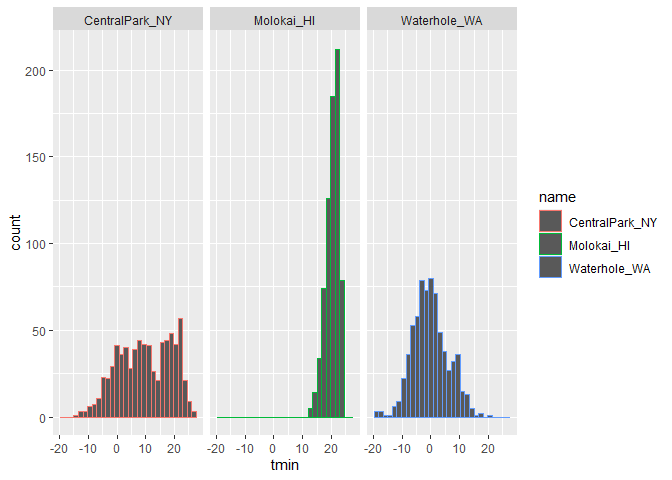 CentralPark_NY Molokai_HI Waterhole_WA
200
150
100
50
0
count
-20 -10 0 10 20 -20 -10 0 10 20 -20 -10 0 10 20
tmin
name
CentralPark_NY
Molokai_HI
Waterhole_WA